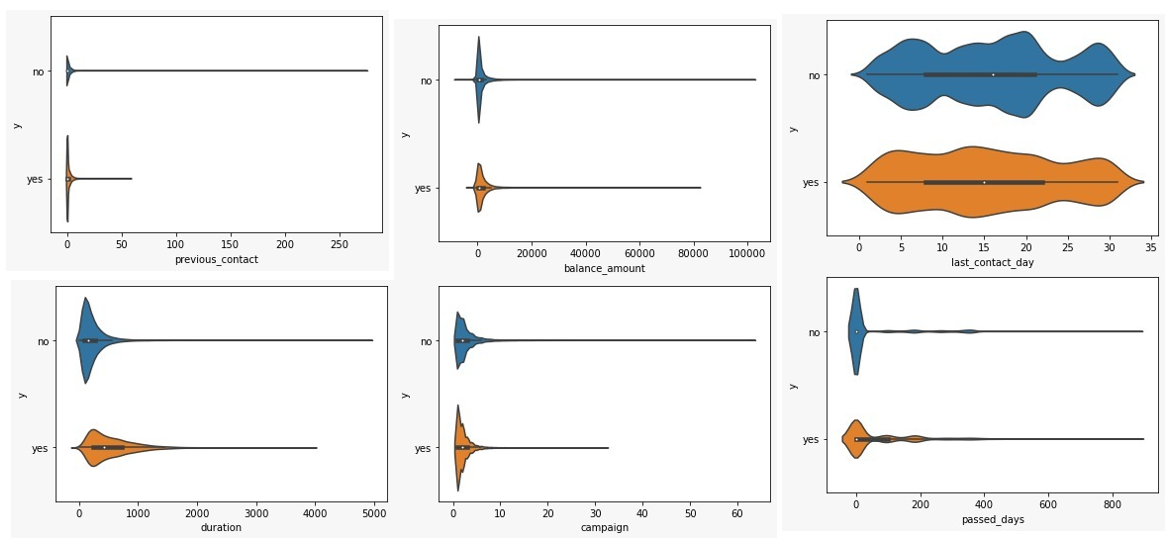 no
y
yes
0 50 100 150 200 250
previous_contact
no
y
yes
0 20000 40000 60000 80000 100000
balance_amount
no
y
yes
0 5 10 15 20 25 30 35
last_contact_day
no
y
yes
0 1000 2000 3000 4000 5000
duration
no
y
yes
0 10 20 30 40 50 60
campaign
no
y
yes
0 200 400 600 800
passed_days